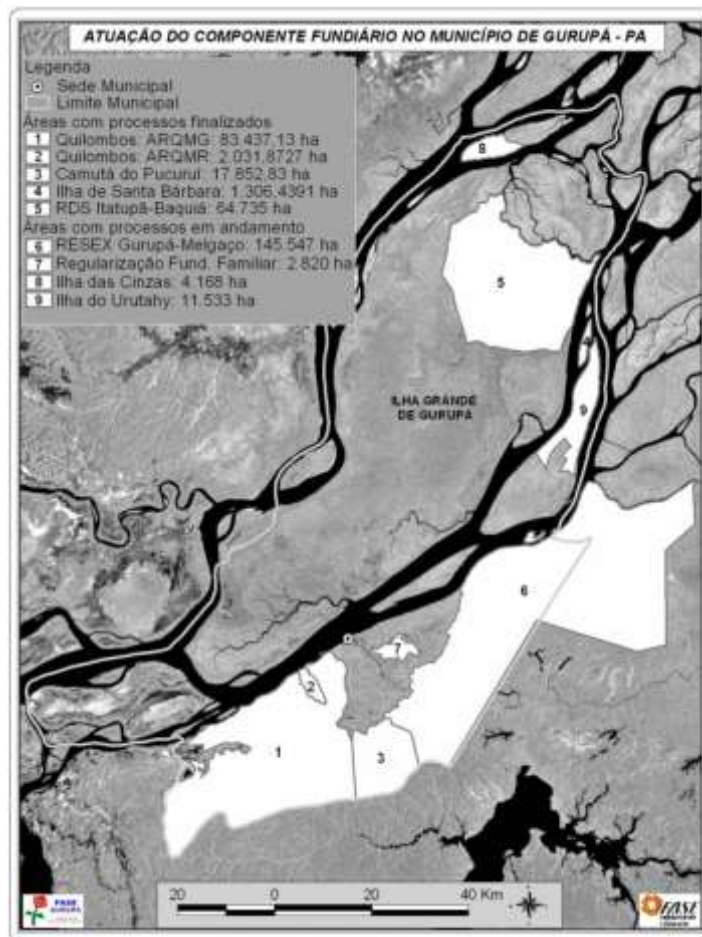 ATUAÇÃO DO COMPONENTE FUNDIÁRIO NO MUNICÍPIO DE GURUPÁ - PA
Legenda
Sede Municipal
Limite Municipal
Áreas com processos finalizados
1 Quilombos: ARQMG: 83.437,13 ha
2 Quilombos: ARQMR: 2.031,8727 ha
3 Camutá do Pucuruí: 17.852,83 ha
4 Ilha de Santa Bárbara: 1.306,4391 ha
5 RDS Itatupã-Baquiá: 64.735 ha
Áreas com processos em andamento
6 RESEX Gurupá-Melgaço: 145.547 ha
7 Regularização Fund. Familiar: 2.820 ha
8 Ilha das Cinzas: 4.168 ha
9 Ilha do Urutahy: 11.533 ha
8
5
4
ILHA GRANDE
DE GURUPÁ
9
6
7
2
1
3
20 0 20 40 Km
FASE
GURUPÁ
FASE